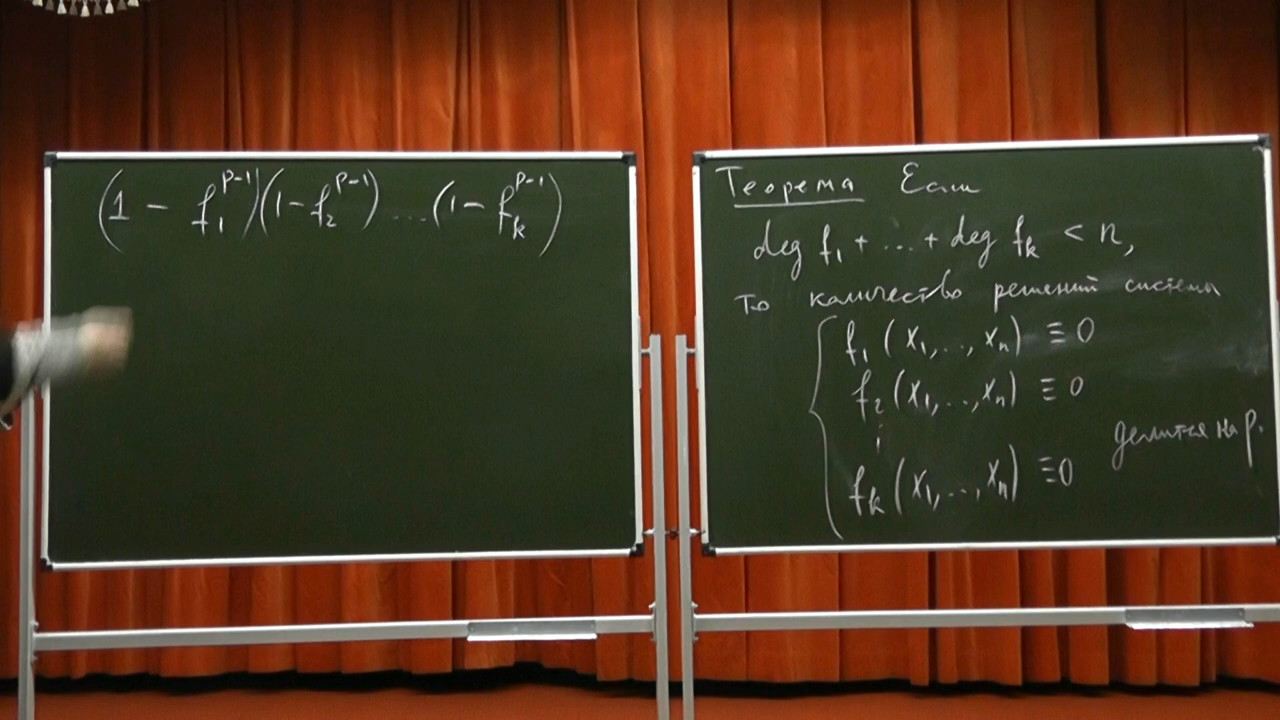 (1 - f₁^{p-1})(1-f₂^{p-1}) .... (1- f_k^{p-1})
Теорема Если
deg f₁ + ... + deg f_k < n,
то количество решений системы
f₁ (x₁,..,xₙ) ≡ 0
f₂ (x₁,..,xₙ) ≡ 0
⋮
f_k (x₁,..,xₙ) ≡ 0
делится на p.